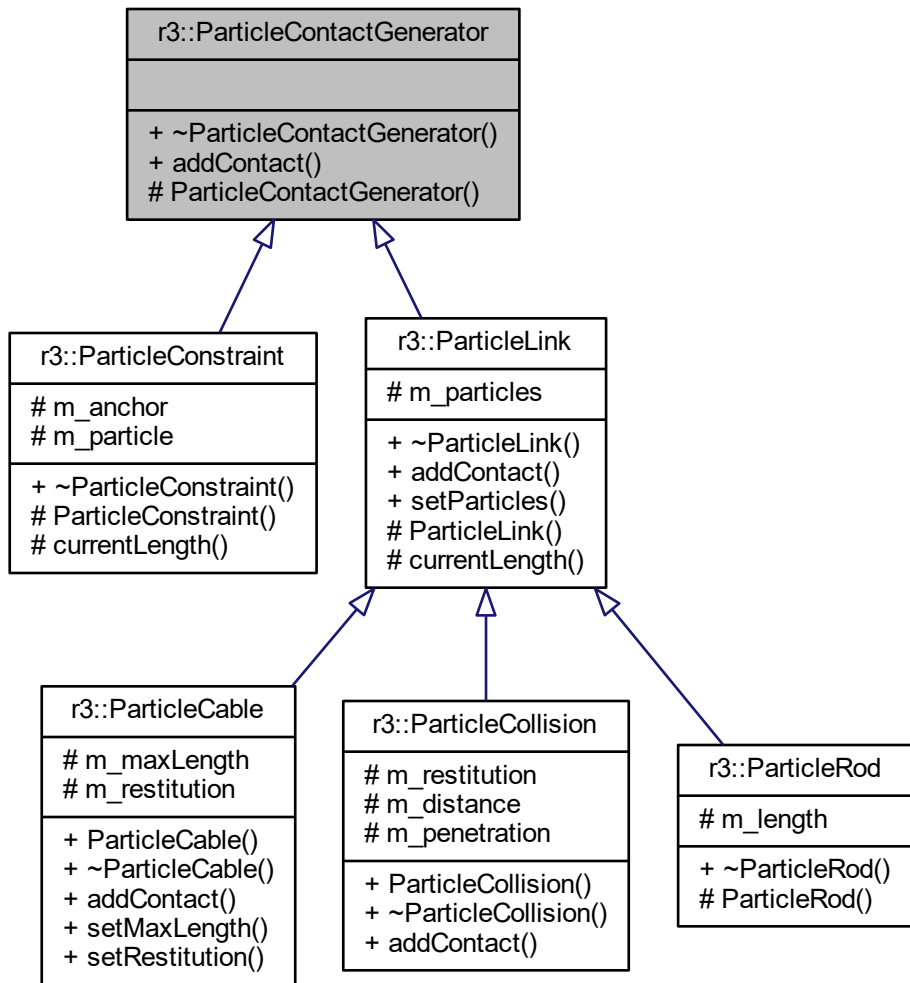 r3::ParticleContactGenerator
+ ~ParticleContactGenerator()
+ addContact()
# ParticleContactGenerator()
r3::ParticleConstraint
# m_anchor
# m_particle
+ ~ParticleConstraint()
# ParticleConstraint()
# currentLength()
r3::ParticleLink
# m_particles
+ ~ParticleLink()
+ addContact()
+ setParticles()
# ParticleLink()
# currentLength()
r3::ParticleCable
# m_maxLength
# m_restitution
+ ParticleCable()
+ ~ParticleCable()
+ addContact()
+ setMaxLength()
+ setRestitution()
r3::ParticleCollision
# m_restitution
# m_distance
# m_penetration
+ ParticleCollision()
+ ~ParticleCollision()
+ addContact()
r3::ParticleRod
# m_length
+ ~ParticleRod()
# ParticleRod()